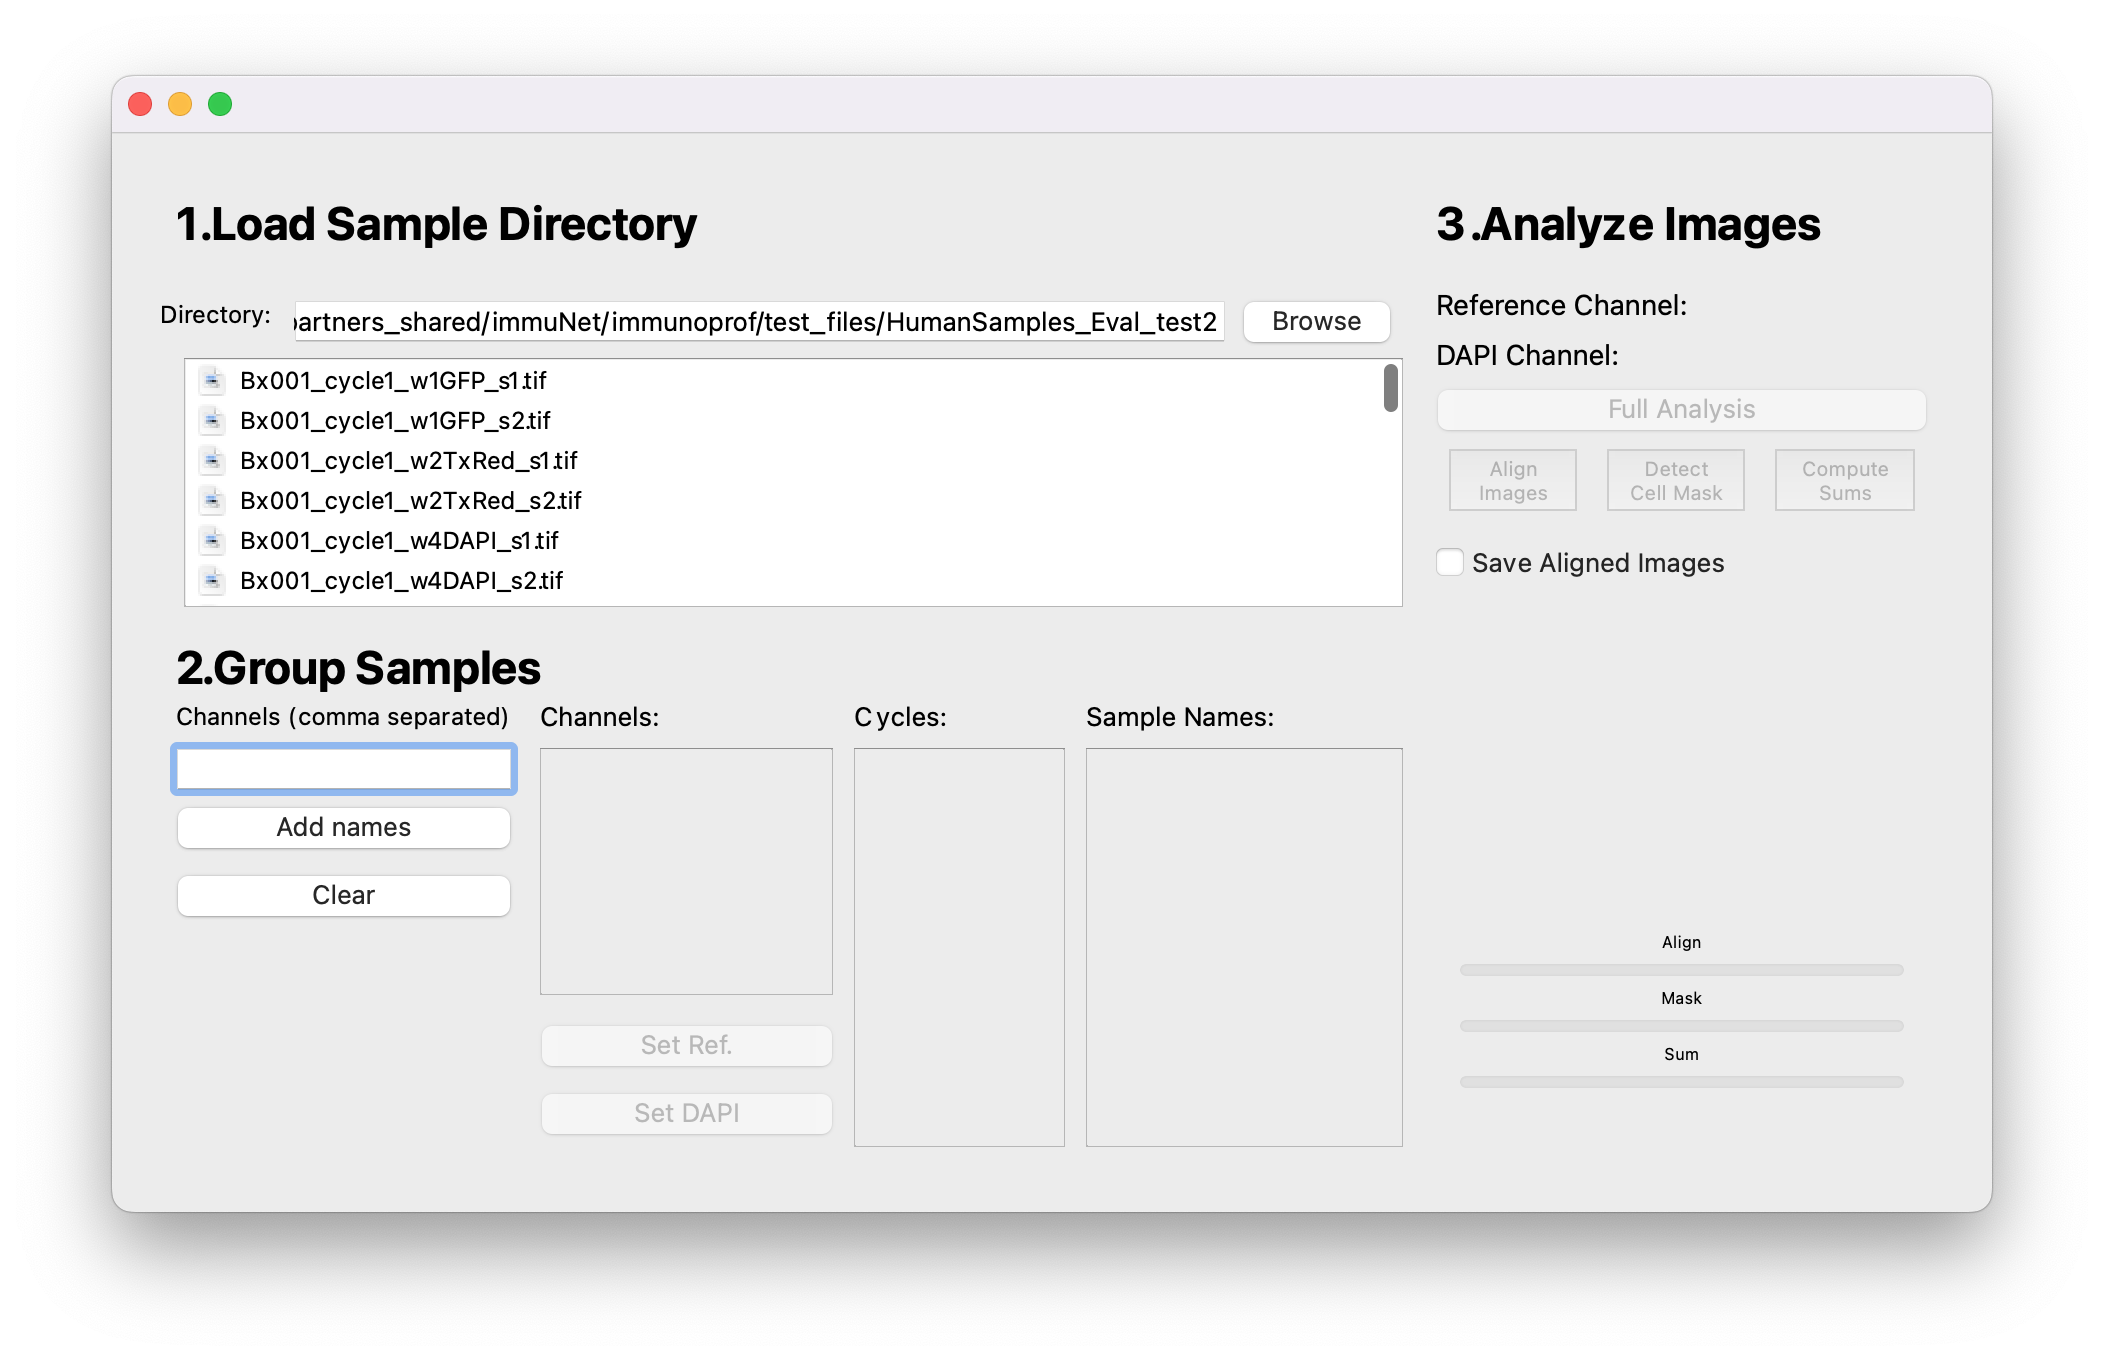 1.Load Sample Directory
Directory:
partners_shared/immuNet/immunoprof/test_files/HumanSamples_Eval_test2
Browse
Bx001_cycle1_w1GFP_s1.tif
Bx001_cycle1_w1GFP_s2.tif
Bx001_cycle1_w2TxRed_s1.tif
Bx001_cycle1_w2TxRed_s2.tif
Bx001_cycle1_w4DAPI_s1.tif
Bx001_cycle1_w4DAPI_s2.tif
2.Group Samples
Channels (comma separated)
Add names
Clear
Channels:
Set Ref.
Set DAPI
Cycles:
Sample Names:
3.Analyze Images
Reference Channel:
DAPI Channel:
Full Analysis
Align
Images
Detect
Cell Mask
Compute
Sums
Save Aligned Images
Align
Mask
Sum